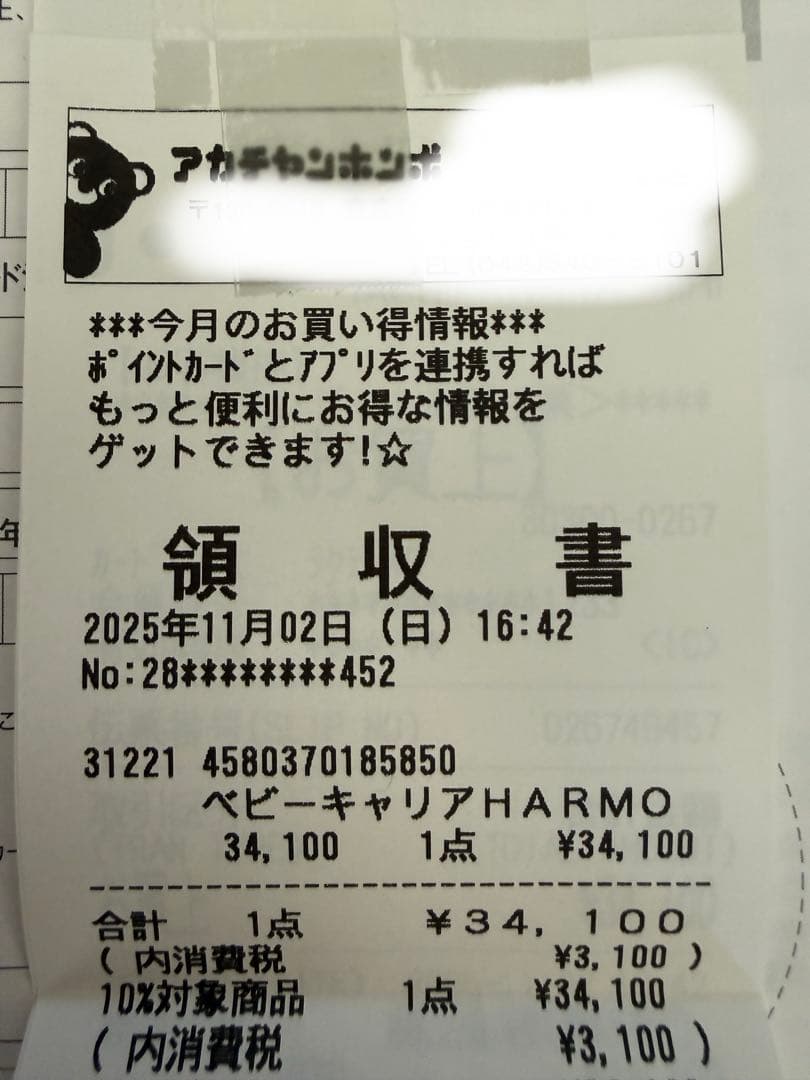 アカチャンホンポ
***今月のお買い得情報***
ポイントカードとアプリを連携すれば
もっと便利にお得な情報を
ゲットできます!☆
領収書
2025年11月02日（日）16:42
No:28********452
31221 4580370185850
ベビーキャリアHARMO
34,100 1点 ¥34,100
合計 1点 ¥34,100
(内消費税 ¥3,100)
10%対象商品 1点 ¥34,100
(内消費税 ¥3,100)